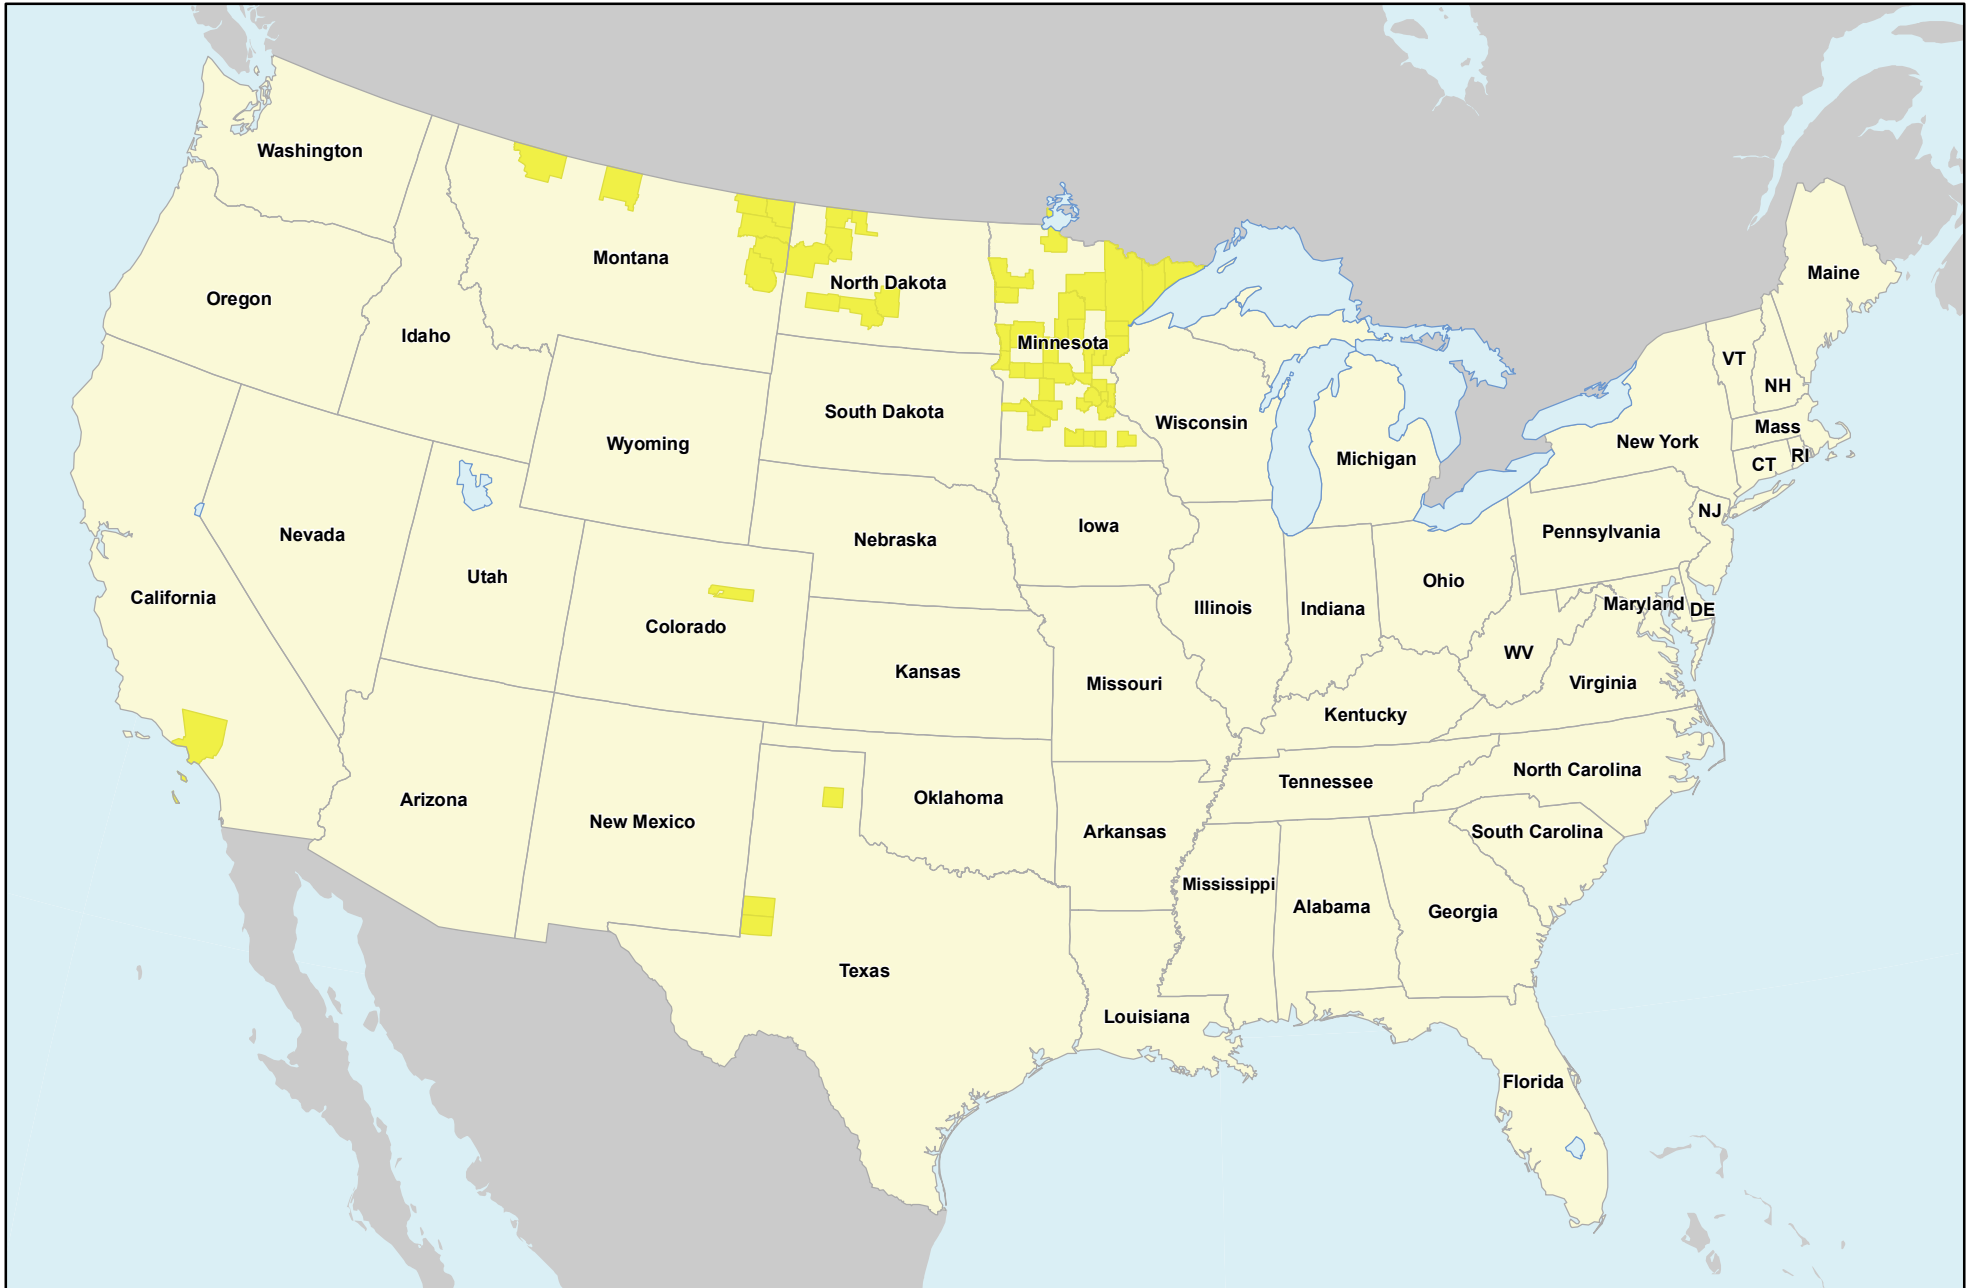 Washington
Montana
North Dakota
Minnesota
Maine
Oregon
Idaho
VT
NH
South Dakota
Wisconsin
Mass
Wyoming
New York
Michigan
CT
RI
NJ
Iowa
Pennsylvania
Nevada
Nebraska
Utah
Ohio
California
Illinois
Indiana
Maryland
DE
Colorado
WV
Kansas
Missouri
Virginia
Kentucky
North Carolina
Tennessee
Arizona
Oklahoma
New Mexico
Arkansas
South Carolina
Mississippi
Alabama
Georgia
Texas
Louisiana
Florida